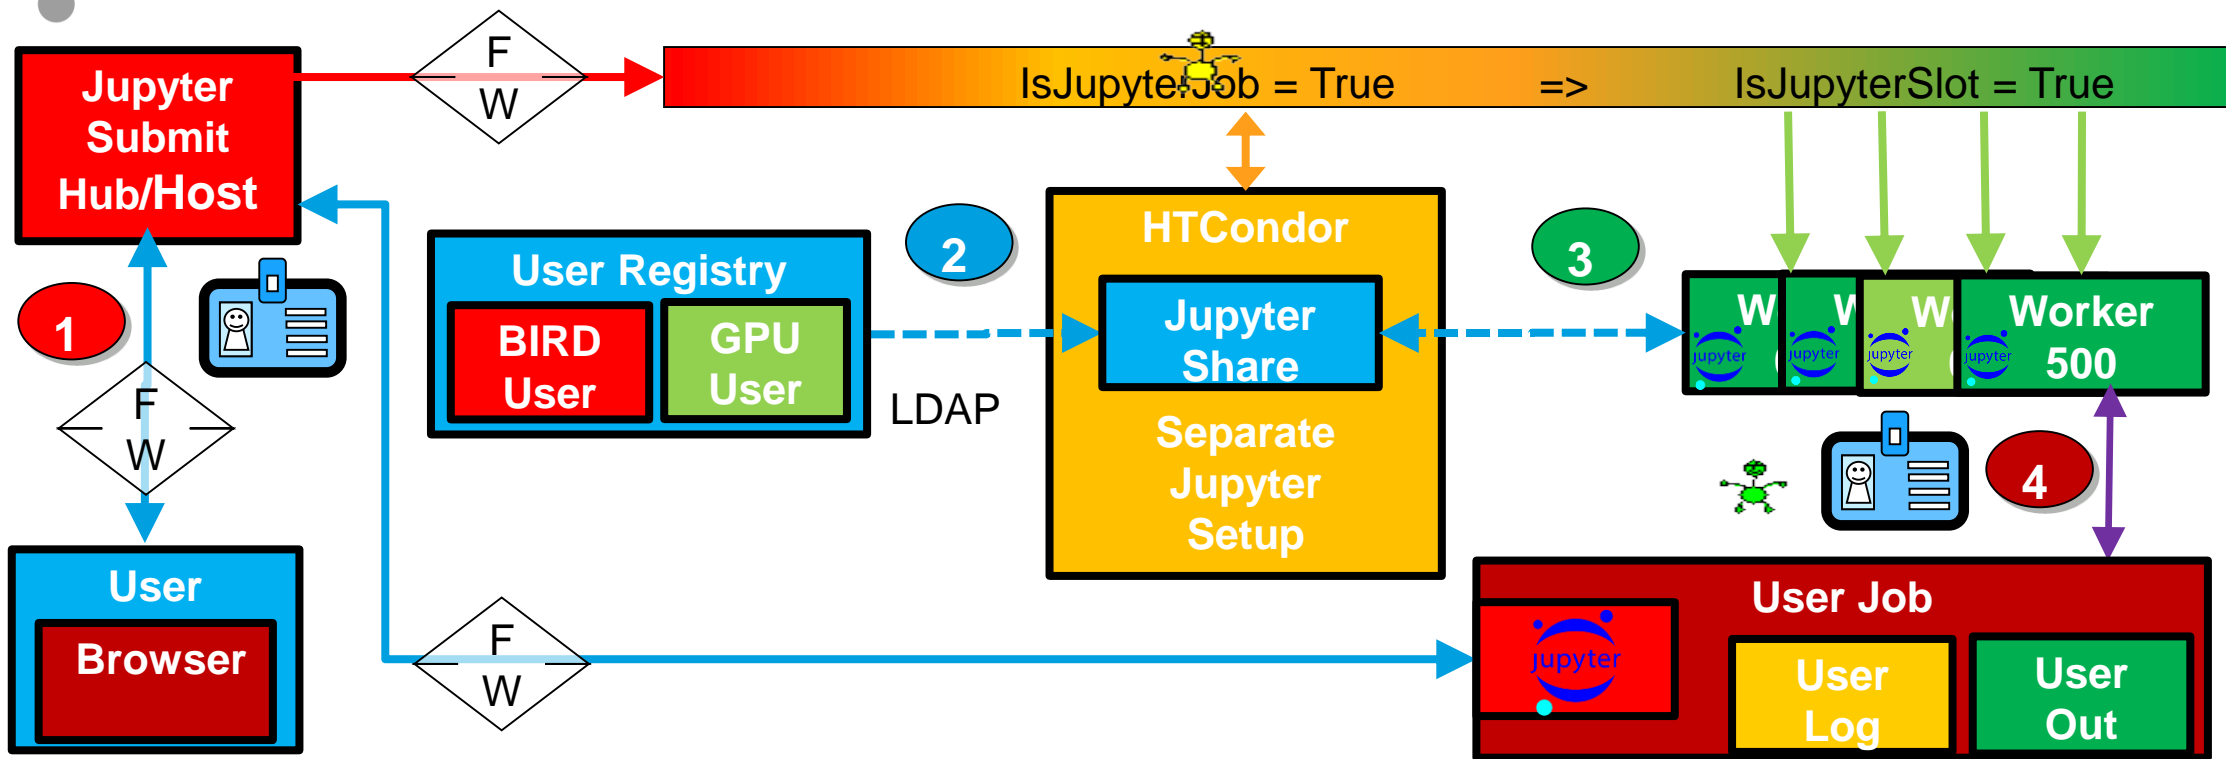 Jupyter
Submit
Hub/Host
F
W
IsJupyterJob = True => IsJupyterSlot = True
1
F
W
User
Browser
User Registry
BIRD
User
GPU
User
2
LDAP
HTCondor
Jupyter
Share
Separate
Jupyter
Setup
3
W
jupyter
W
jupyter
W
jupyter
Worker
500
jupyter
4
F
W
User Job
jupyter
User
Log
User
Out